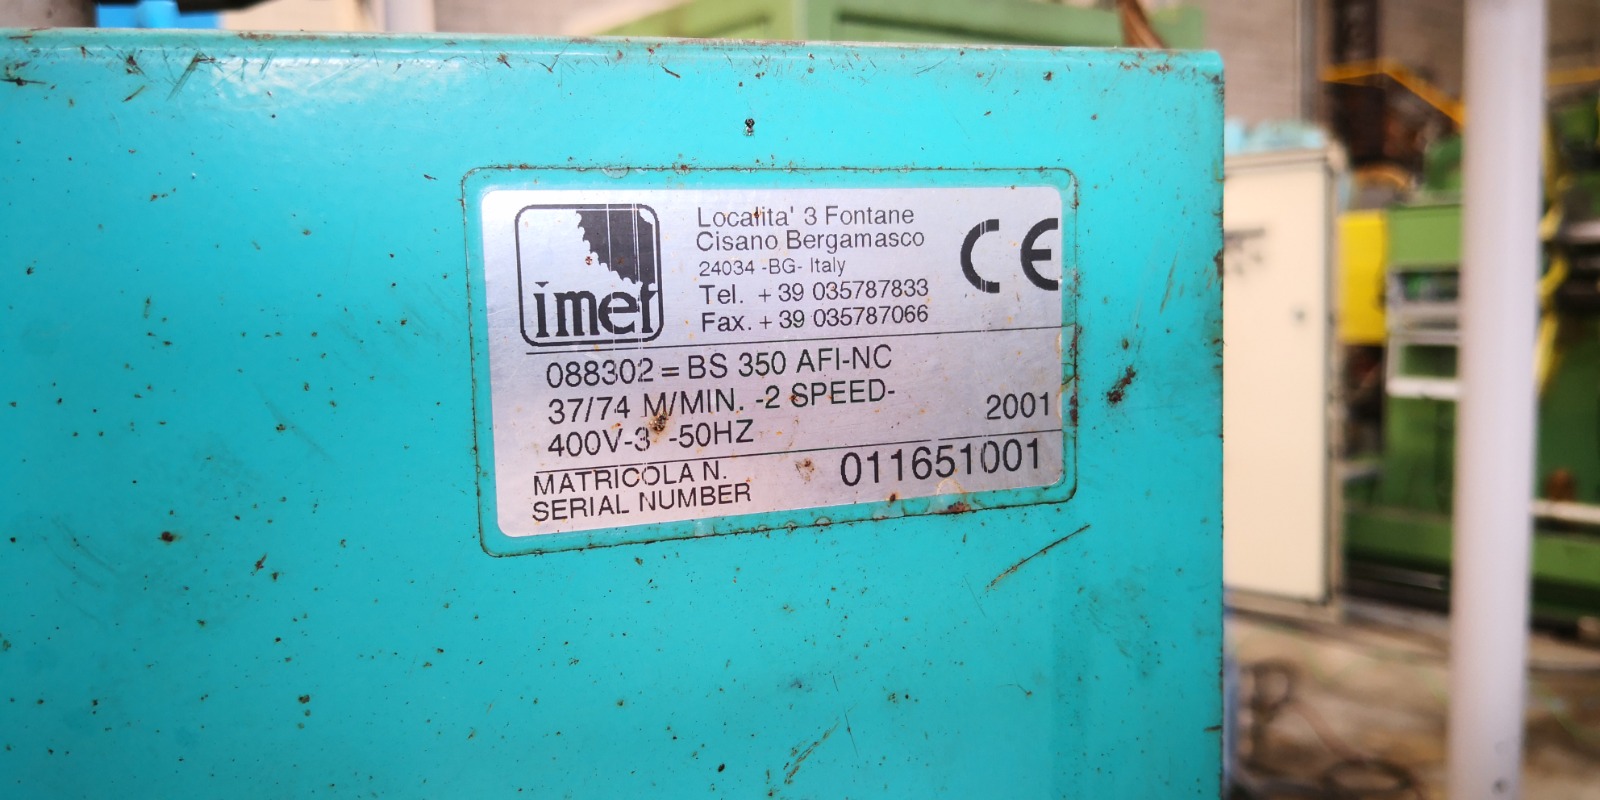 imet
Localita' 3 Fontane
Cisano Bergamasco
24034 -BG- Italy
Tel. + 39 035787833
Fax. + 39 035787066
CE
088302 = BS 350 AFI-NC
37/74 M/MIN. -2 SPEED-
400V-3 -50HZ
2001
MATRICOLA N.
SERIAL NUMBER
011651001